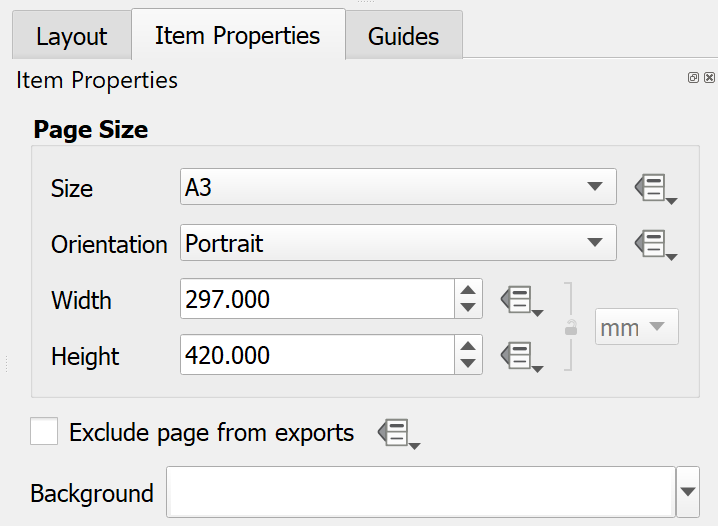 Layout Item Properties Guides
Item Properties
Page Size
Size A3
Orientation Portrait
Width 297.000
mm
Height 420.000
Exclude page from exports
Background